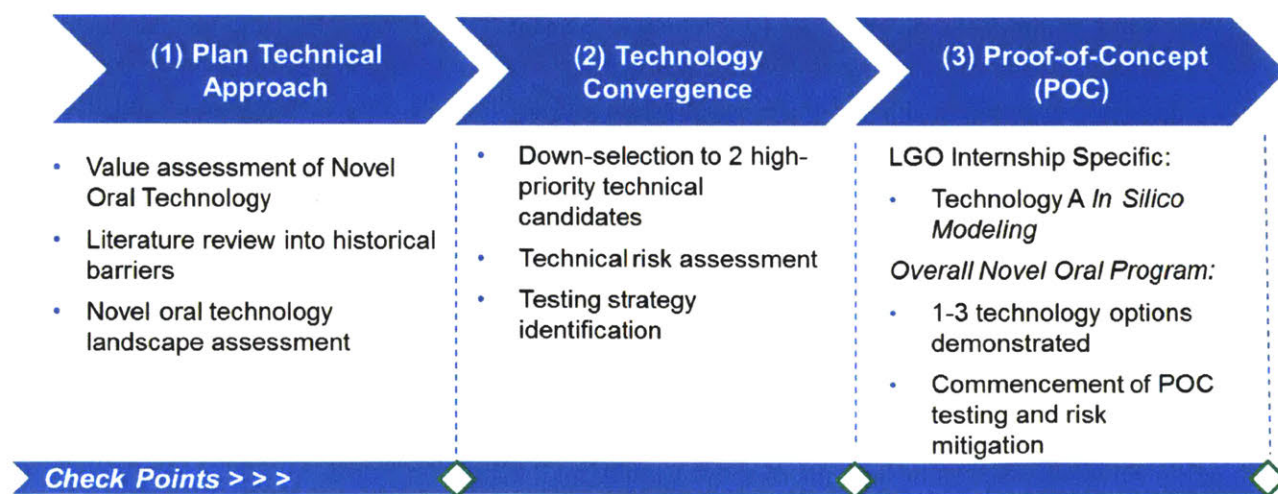 (1) Plan Technical
Approach
(2) Technology
Convergence
(3) Proof-of-Concept
(POC)
• Value assessment of Novel
Oral Technology
• Literature review into historical
barriers
• Novel oral technology
landscape assessment
• Down-selection to 2 high-
priority technical
candidates
• Technical risk assessment
• Testing strategy
identification
LGO Internship Specific:
• Technology A In Silico
Modeling
Overall Novel Oral Program:
• 1-3 technology options
demonstrated
• Commencement of POC
testing and risk
mitigation
Check Points > > >